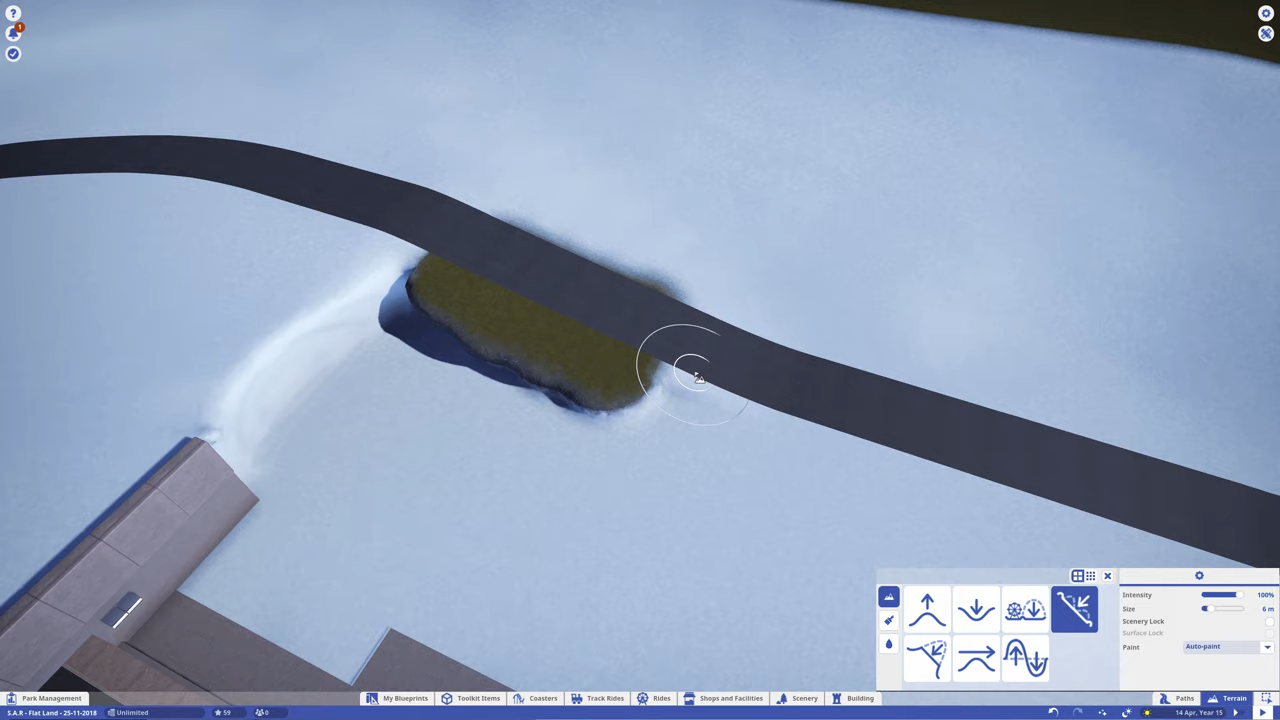 ?
1
Intensity 100%
Size 6 m
Scenery Lock
Surface Lock
Paint Auto-paint
Park Management My Blueprints Toolkit Items Coasters Track Rides Rides Shops and Facilities Scenery Building Paths Terrain
S.A.R - Flat Land - 25-11-2018 Unlimited 59 0 14 Apr, Year 15